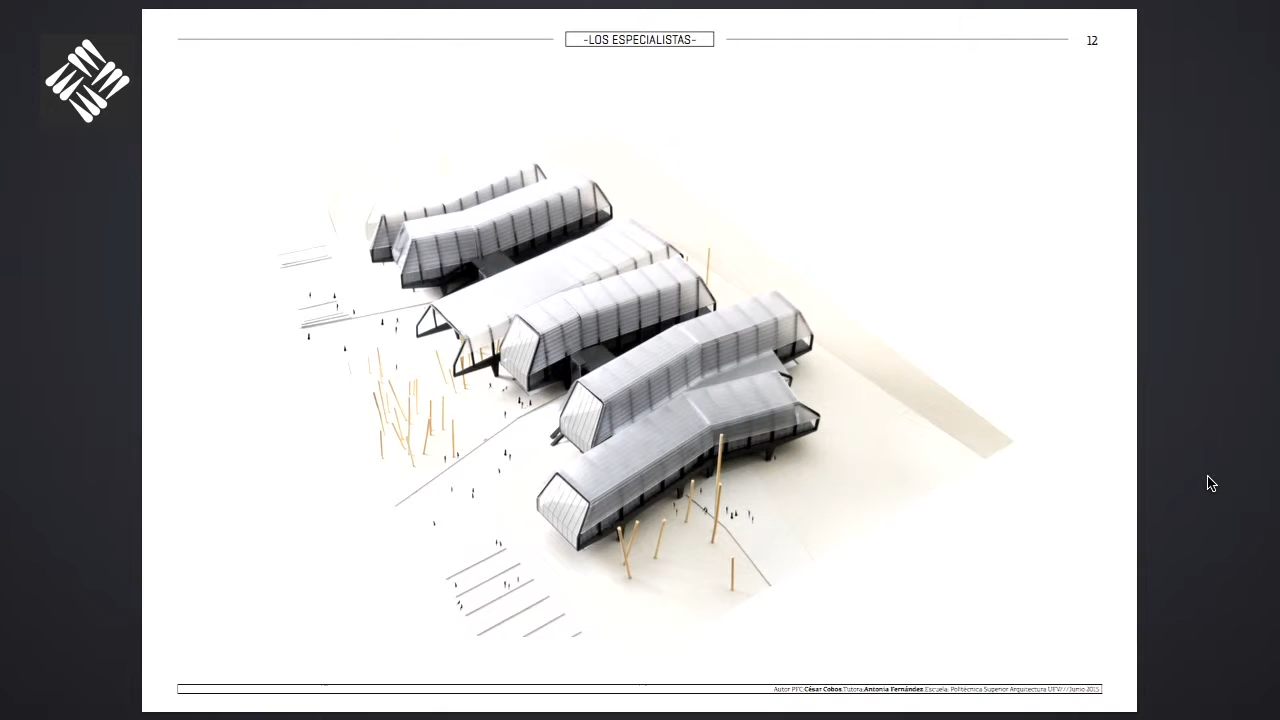 -LOS ESPECIALISTAS-
12
Autor PFC:César Cobos.Tutora:Antonia Fernández.Escuela: Politécnica Superior Arquitectura UFV///Junio 2015